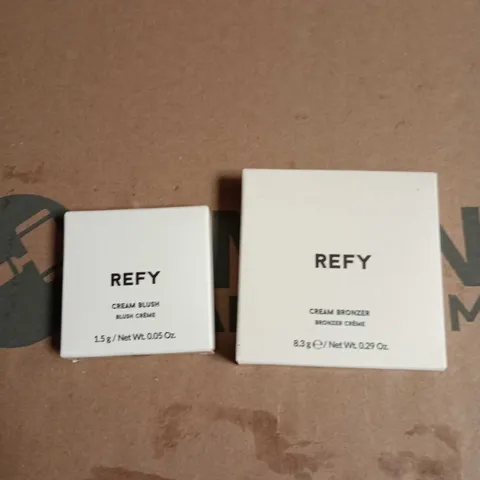 REFY
CREAM BLUSH
BLUSH CRÈME
1.5 g / Net Wt. 0.05 Oz.
REFY
CREAM BRONZER
BRONZER CRÈME
8.3 g ℮ / Net Wt. 0.29 Oz.